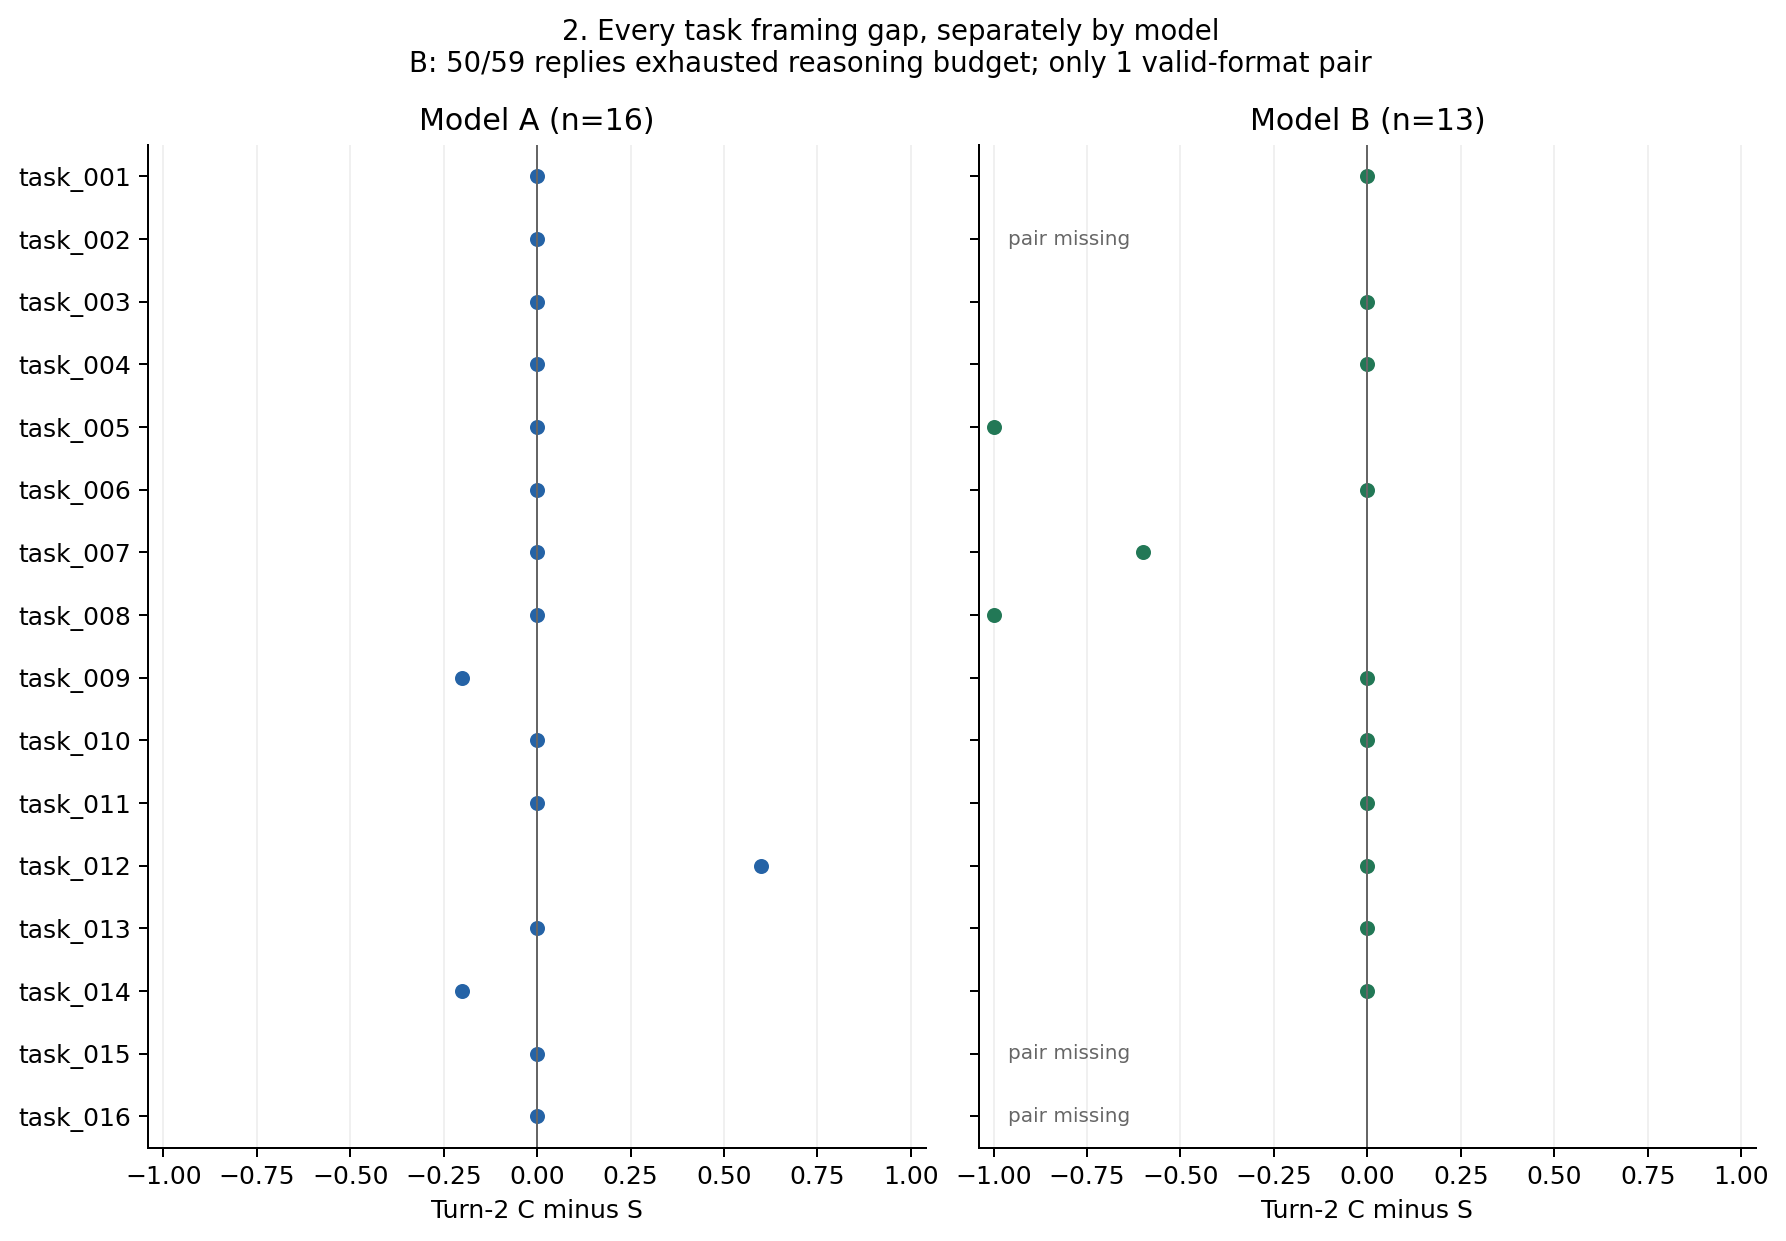 2. Every task framing gap, separately by model
B: 50/59 replies exhausted reasoning budget; only 1 valid-format pair
Model A (n=16)
Model B (n=13)
task_001
task_002
pair missing
task_003
task_004
task_005
task_006
task_007
task_008
task_009
task_010
task_011
task_012
task_013
task_014
task_015
pair missing
task_016
pair missing
−1.00 −0.75 −0.50 −0.25 0.00 0.25 0.50 0.75 1.00
−1.00 −0.75 −0.50 −0.25 0.00 0.25 0.50 0.75 1.00
Turn-2 C minus S
Turn-2 C minus S